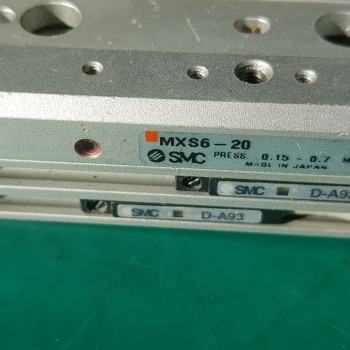 MXS6-20
SMC PRESS. 0.15 - 0.7 M
MADE IN JAPAN
SMC D-A93
SMC D-A93